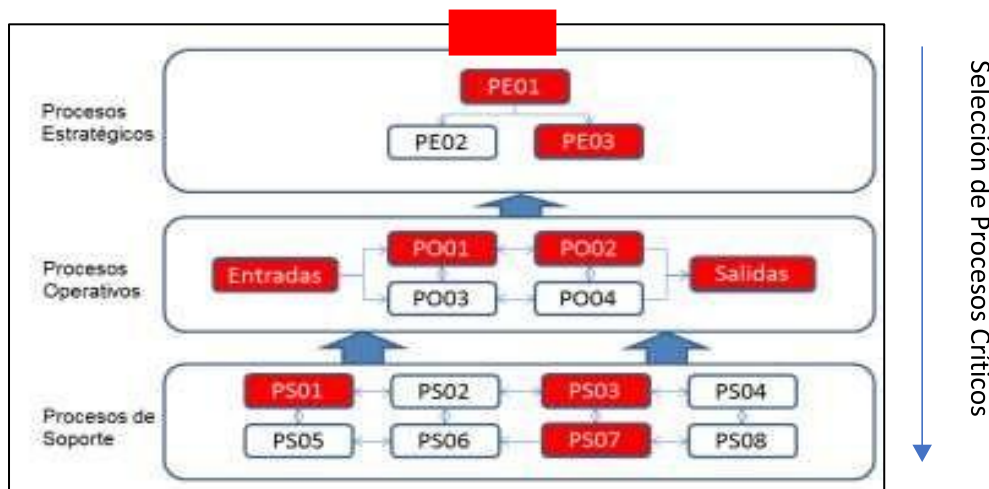 PE01
Procesos
Estratégicos
PE02 PE03
PO01 PO02
Procesos
Operativos
Entradas Salidas
PO03 PO04
PS01 PS02 PS03 PS04
Procesos de
Soporte
PS05 PS06 PS07 PS08
Selección de Procesos Críticos